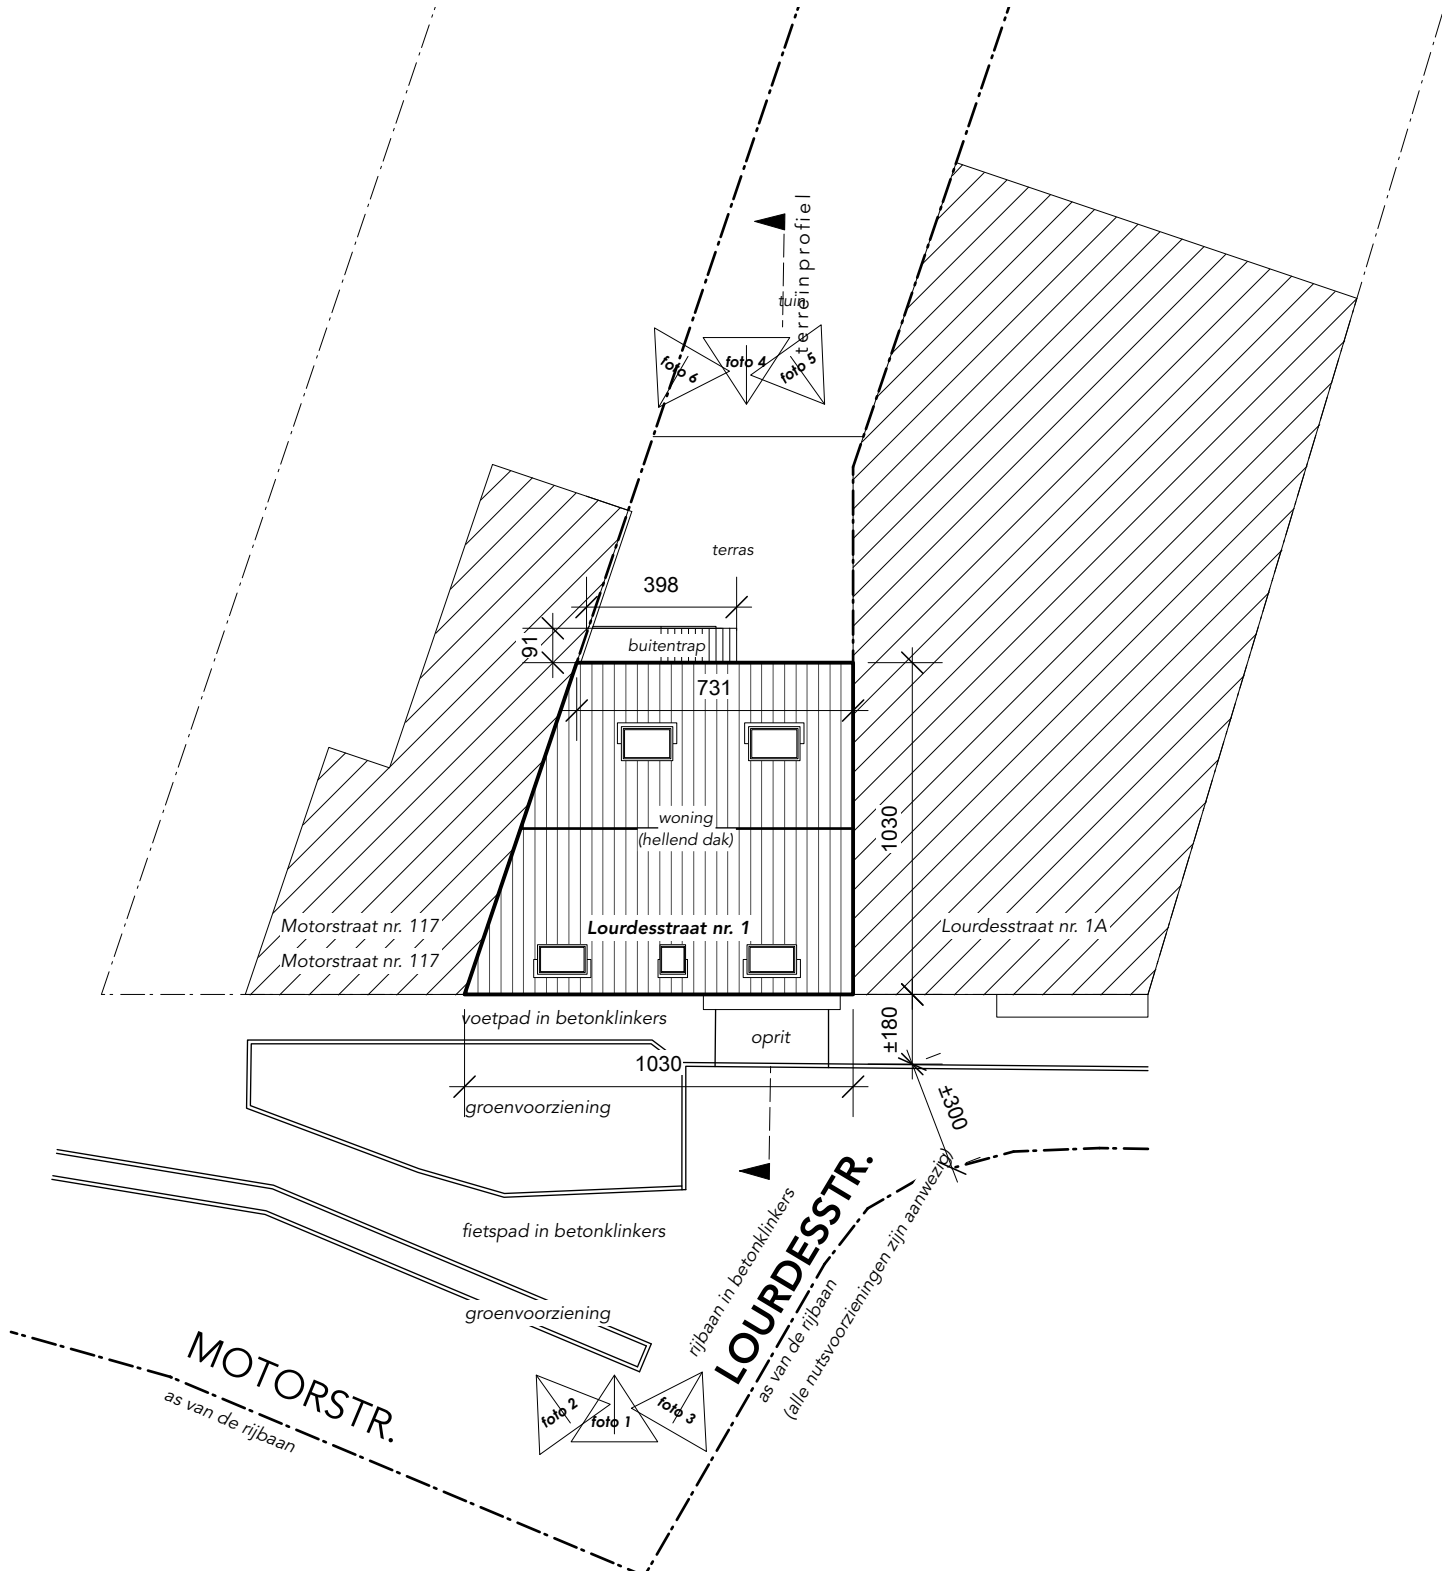 terreinprofiel
tuin
foto 6
foto 4
foto 5
terras
398
91
buitentrap
731
woning
(hellend dak)
1030
Motorstraat nr. 117
Lourdesstraat nr. 1
Lourdesstraat nr. 1A
Motorstraat nr. 117
voetpad in betonklinkers
oprit
±180
1030
groenvoorziening
±300
fietspad in betonklinkers
rijbaan in betonklinkers
LOURDESSTR.
as van de rijbaan
(alle nutsvoorzieningen zijn aanwezig)
groenvoorziening
MOTORSTR.
as van de rijbaan
foto 2
foto 1
foto 3